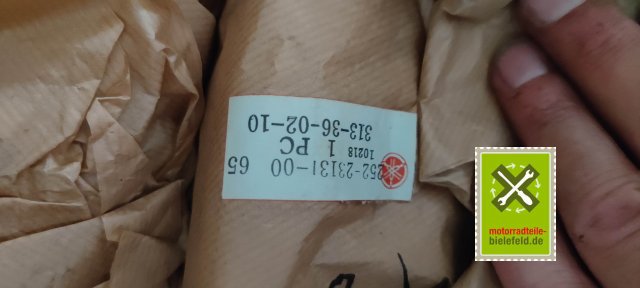 252-23131-00 65
10218 1 PC
313-36-02-10
motorradteile-
bielefeld.de